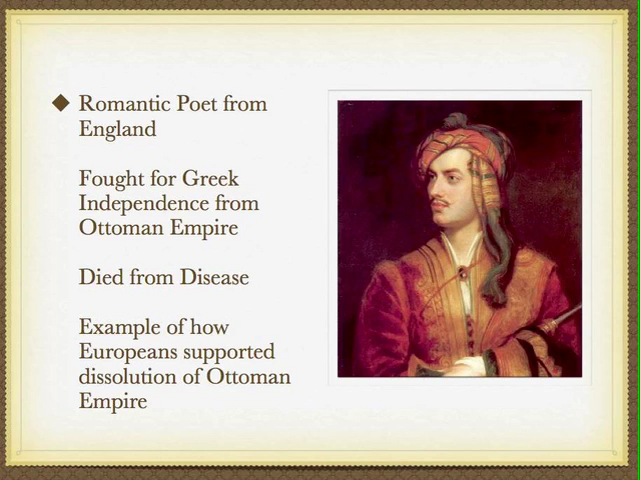 Romantic Poet from
England
Fought for Greek
Independence from
Ottoman Empire
Died from Disease
Example of how
Europeans supported
dissolution of Ottoman
Empire